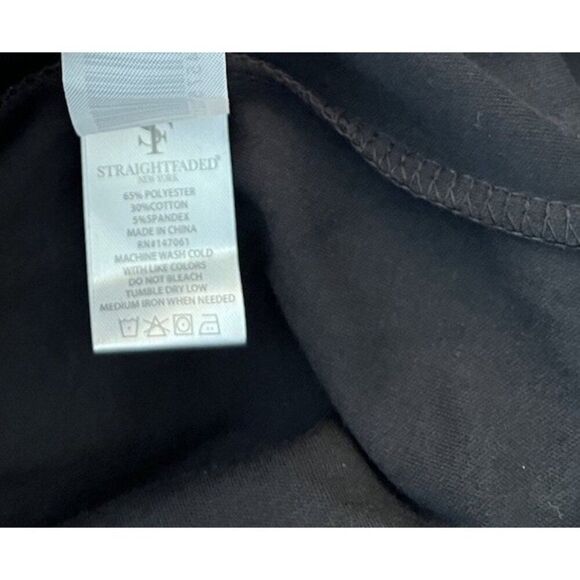 SF
STRAIGHTFADED®
NEW YORK
65% POLYESTER
30%COTTON
5%SPANDEX
MADE IN CHINA
RN#147061
MACHINE WASH COLD
WITH LIKE COLORS
DO NOT BLEACH
TUMBLE DRY LOW
MEDIUM IRON WHEN NEEDED